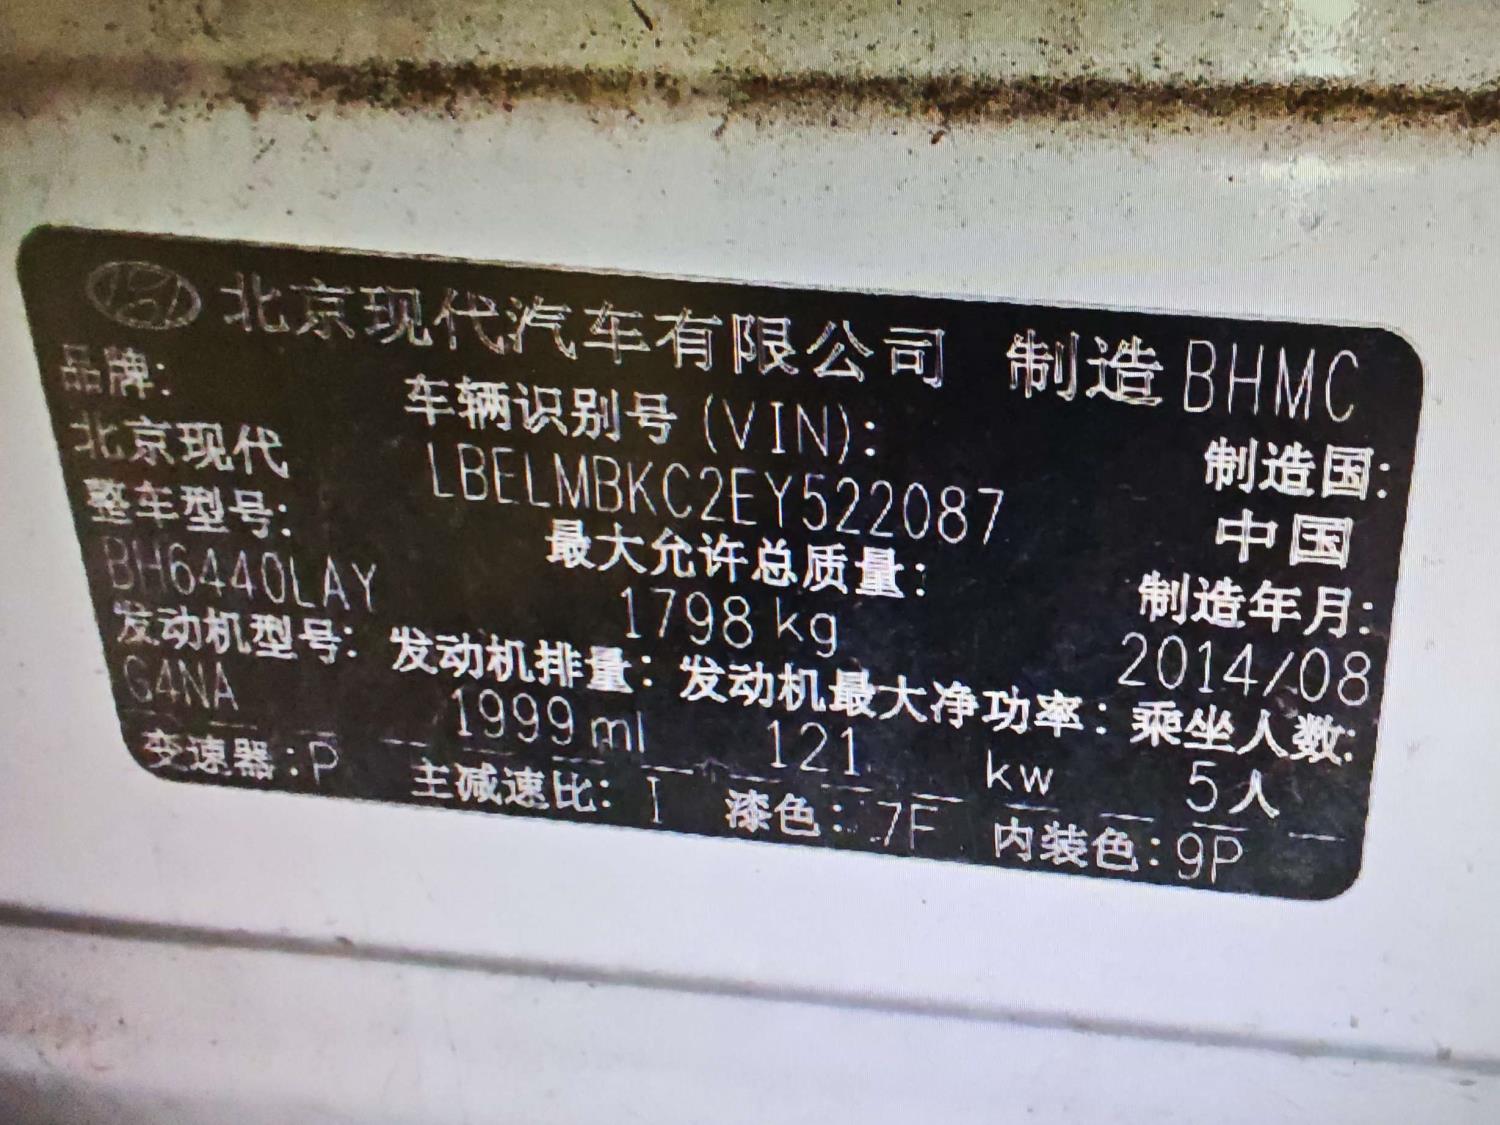 北京现代汽车有限公司 制造 BHMC
品牌: 车辆识别号 (VIN): 制造国:
北京现代 LBELMBKC2EY522087 中国
整车型号: 最大允许总质量: 制造年月:
BH6440LAY 1798 kg 2014/08
发动机型号: 发动机排量: 发动机最大净功率: 乘坐人数:
G4NA 1999 ml 121 kw 5人
变速器:P 主减速比: I 漆色: 7F 内装色:9P